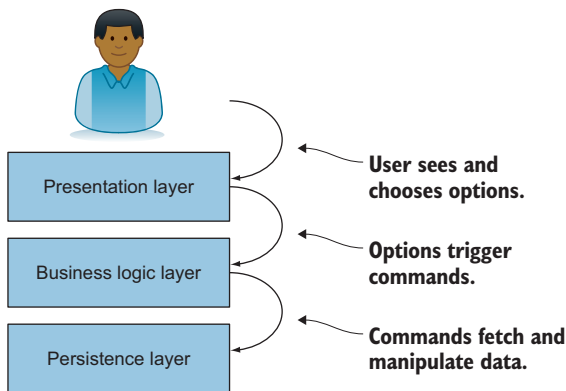 User sees and
chooses options.
Presentation layer
Options trigger
commands.
Business logic layer
Commands fetch and
manipulate data.
Persistence layer